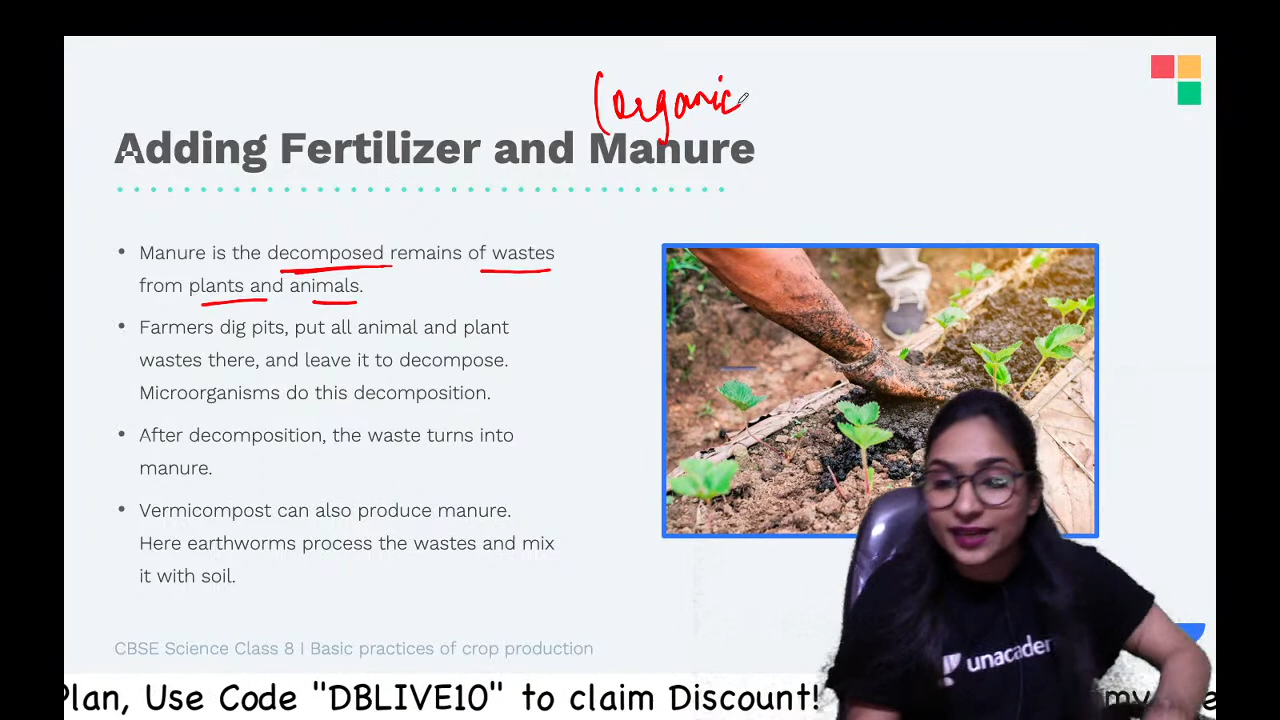 (organic
Adding Fertilizer and Manure
• Manure is the decomposed remains of wastes
from plants and animals.
• Farmers dig pits, put all animal and plant
wastes there, and leave it to decompose.
Microorganisms do this decomposition.
• After decomposition, the waste turns into
manure.
• Vermicompost can also produce manure.
Here earthworms process the wastes and mix
it with soil.
unacade
CBSE Science Class 8 I Basic practices of crop production
Plan, Use Code "DBLIVE10" to claim Discount!